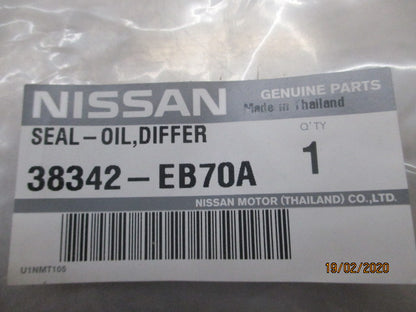 NISSAN GENUINE PARTS
Made in Thailand
SEAL-OIL,DIFFER
Q'TY
38342-EB70A 1
NISSAN MOTOR (THAILAND) CO.,LTD.
U1NMT105
19/02/2020